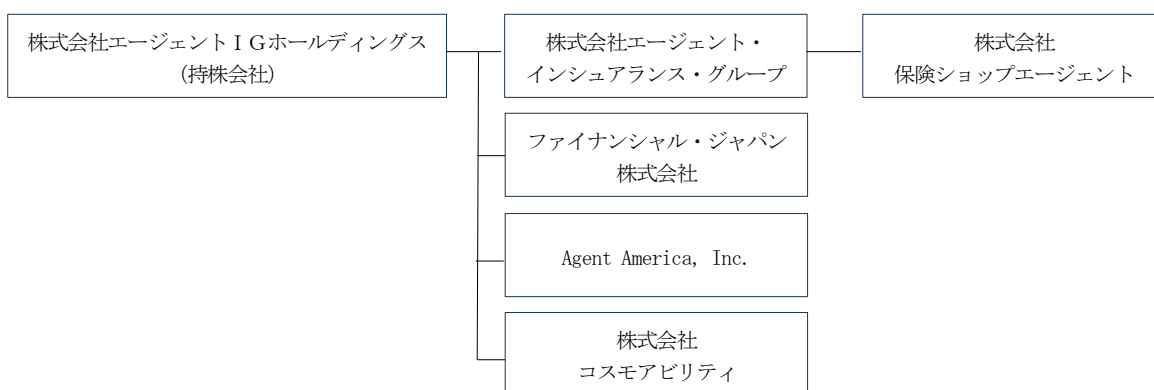 株式会社エージェントＩＧホールディングス
（持株会社）
株式会社エージェント・
インシュアランス・グループ
株式会社
保険ショップエージェント
ファイナンシャル・ジャパン
株式会社
Agent America, Inc.
株式会社
コスモアビリティ